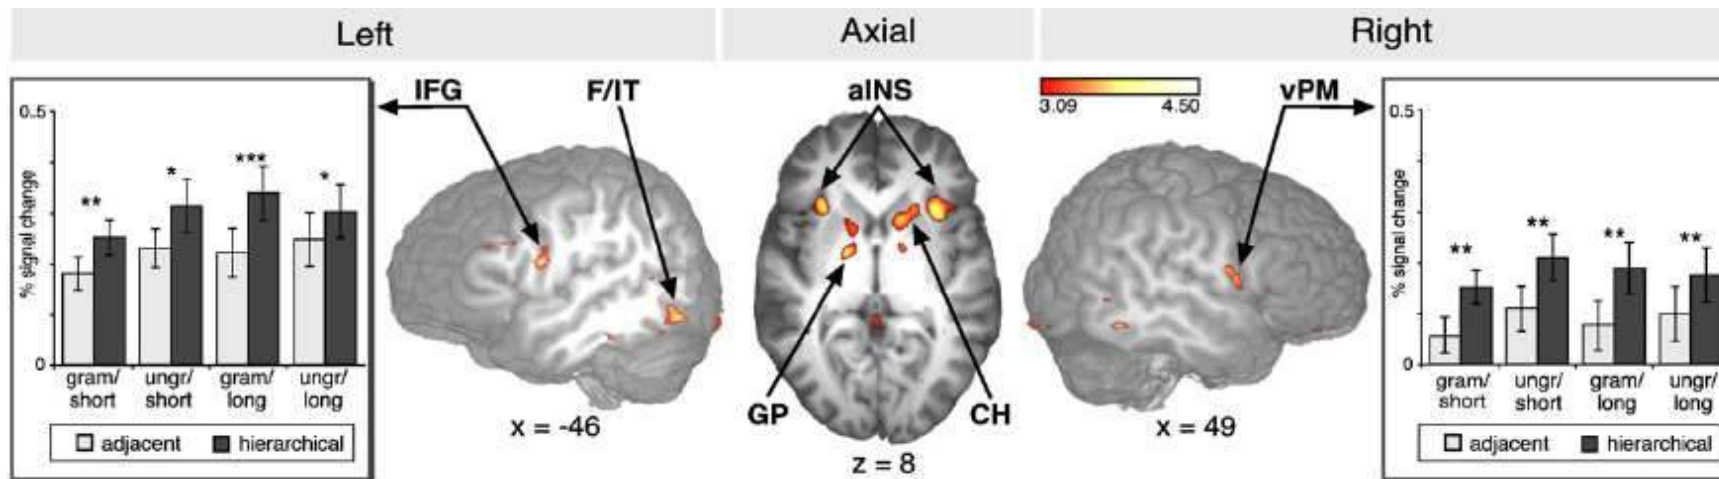 Left
Axial
Right
IFG
F/IT
aINS
3.09
4.50
vPM
0.5
% signal change
**
*
***
*
0
gram/
short
ungr/
short
gram/
long
ungr/
long
adjacent
hierarchical
x = -46
GP
CH
z = 8
x = 49
0.5
% signal change
**
**
**
**
0
gram/
short
ungr/
short
gram/
long
ungr/
long
adjacent
hierarchical